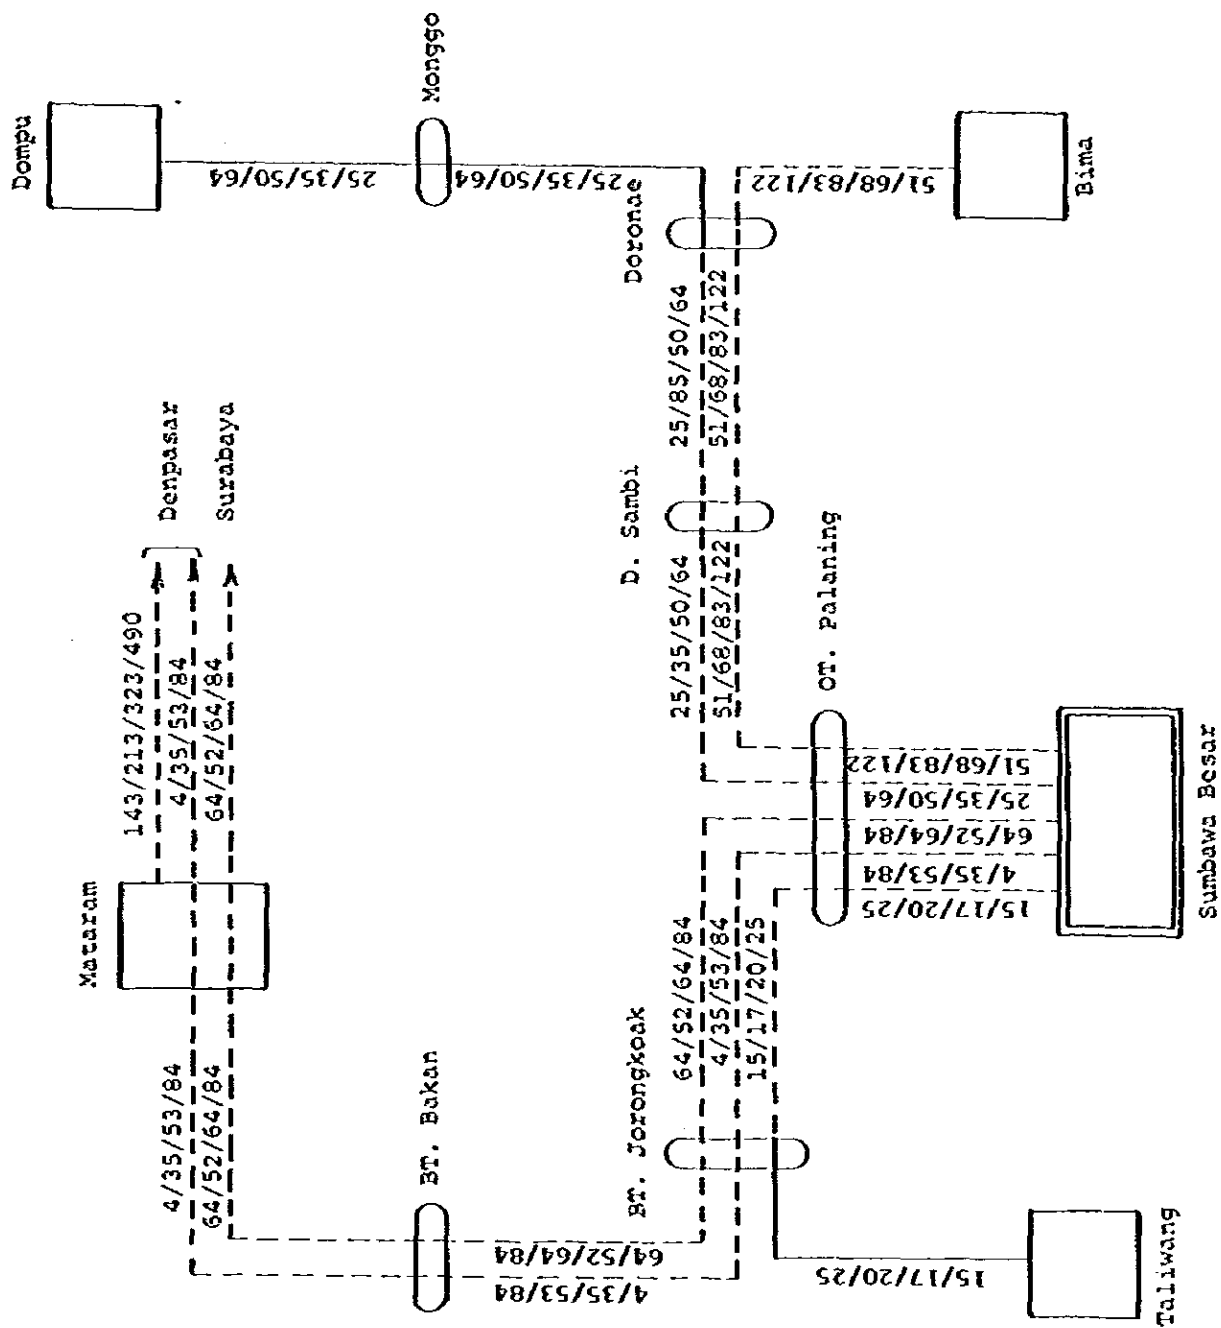 Dompu
25/35/50/64
Monggo
25/35/50/64
Doronae
51/68/83/122
Bima
25/85/50/64
51/68/83/122
D. Sambi
25/35/50/64
51/68/83/122
OT. Palaning
51/68/83/122
25/35/50/64
64/52/64/84
4/35/53/84
15/17/20/25
Sumbawa Besar
Denpasar
Surabaya
143/213/323/490
4/35/53/84
64/52/64/84
Mataram
4/35/53/84
64/52/64/84
BT. Bakan
64/52/64/84
4/35/53/84
BT. Jorongkoak
64/52/64/84
4/35/53/84
15/17/20/25
15/17/20/25
Taliwang